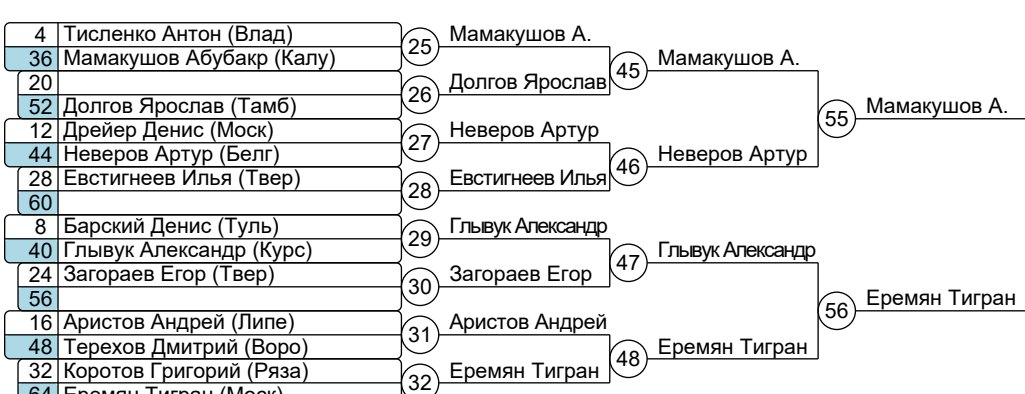 4 Тисленко Антон (Влад)
36 Мамакушов Абубакр (Калу)
20
52 Долгов Ярослав (Тамб)
12 Дрейер Денис (Моск)
44 Неверов Артур (Белг)
28 Евстигнеев Илья (Твер)
60
8 Барский Денис (Туль)
40 Глывук Александр (Курс)
24 Загораев Егор (Твер)
56
16 Аристов Андрей (Липе)
48 Терехов Дмитрий (Воро)
32 Коротов Григорий (Ряза)
64 Еремян Тигран (Моск)
25 Мамакушов А.
26 Долгов Ярослав
27 Неверов Артур
28 Евстигнеев Илья
29 Глывук Александр
30 Загораев Егор
31 Аристов Андрей
32 Еремян Тигран
45 Мамакушов А.
46 Неверов Артур
47 Глывук Александр
48 Еремян Тигран
55 Мамакушов А.
56 Еремян Тигран